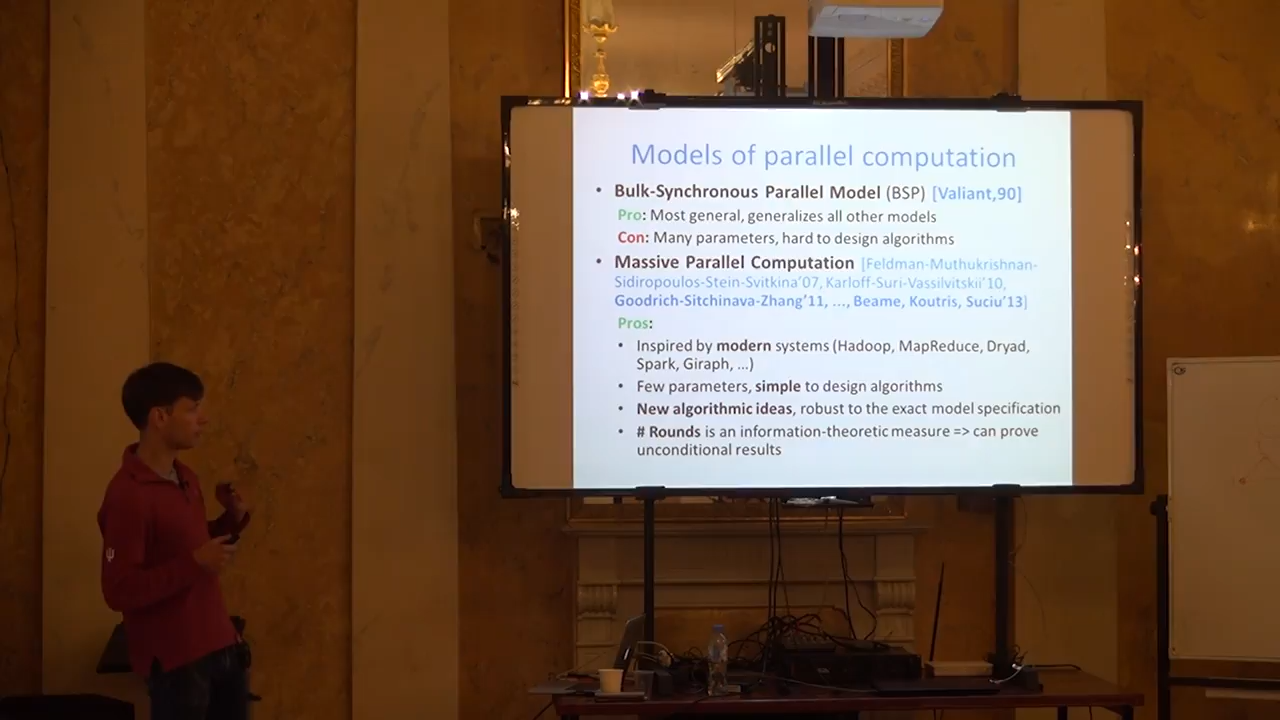 Models of parallel computation
• Bulk-Synchronous Parallel Model (BSP) [Valiant,90]
Pro: Most general, generalizes all other models
Con: Many parameters, hard to design algorithms
• Massive Parallel Computation [Feldman-Muthukrishnan-
Sidiropoulos-Stein-Svitkina'07, Karloff-Suri-Vassilvitskii'10,
Goodrich-Sitchinava-Zhang'11, ..., Beame, Koutris, Suciu'13]
Pros:
• Inspired by modern systems (Hadoop, MapReduce, Dryad,
Spark, Giraph, ...)
• Few parameters, simple to design algorithms
• New algorithmic ideas, robust to the exact model specification
• # Rounds is an information-theoretic measure => can prove
unconditional results